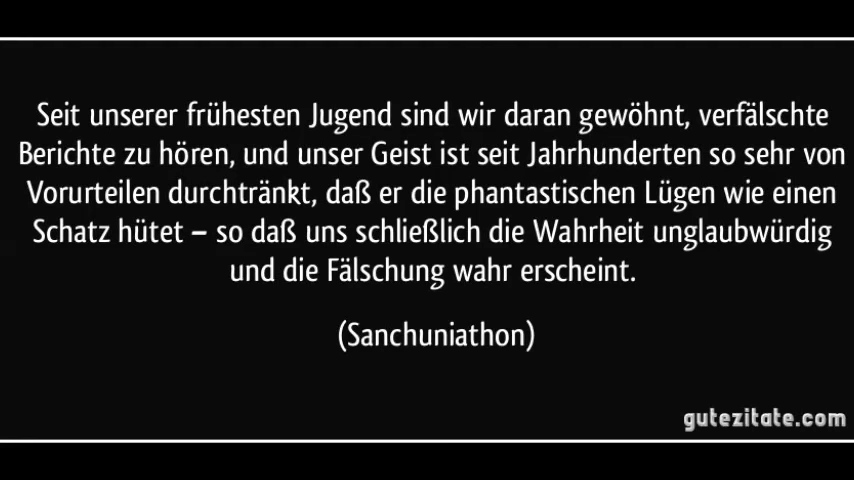 Seit unserer frühesten Jugend sind wir daran gewöhnt, verfälschte
Berichte zu hören, und unser Geist ist seit Jahrhunderten so sehr von
Vorurteilen durchtränkt, daß er die phantastischen Lügen wie einen
Schatz hütet – so daß uns schließlich die Wahrheit unglaubwürdig
und die Fälschung wahr erscheint.
(Sanchuniathon)
gutezitate.com